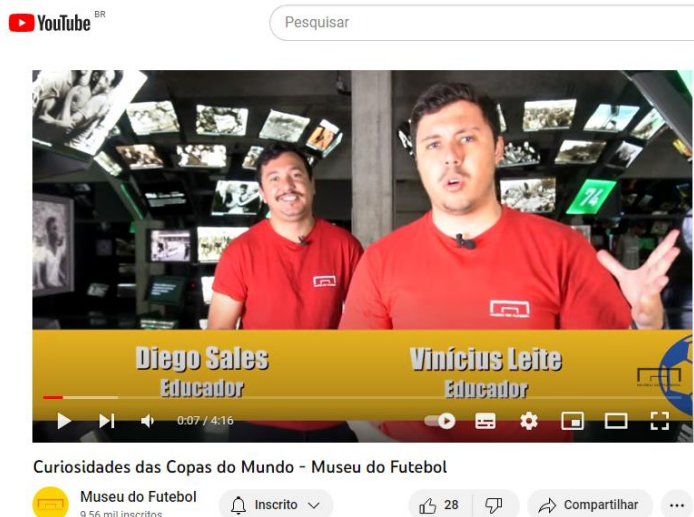 YouTube BR
Pesquisar
74
Diego Sales
Educador
Vinícius Leite
Educador
0:07 / 4:16
Curiosidades das Copas do Mundo - Museu do Futebol
Museu do Futebol
9,56 mil inscritos
Inscrito
28
Compartilhar